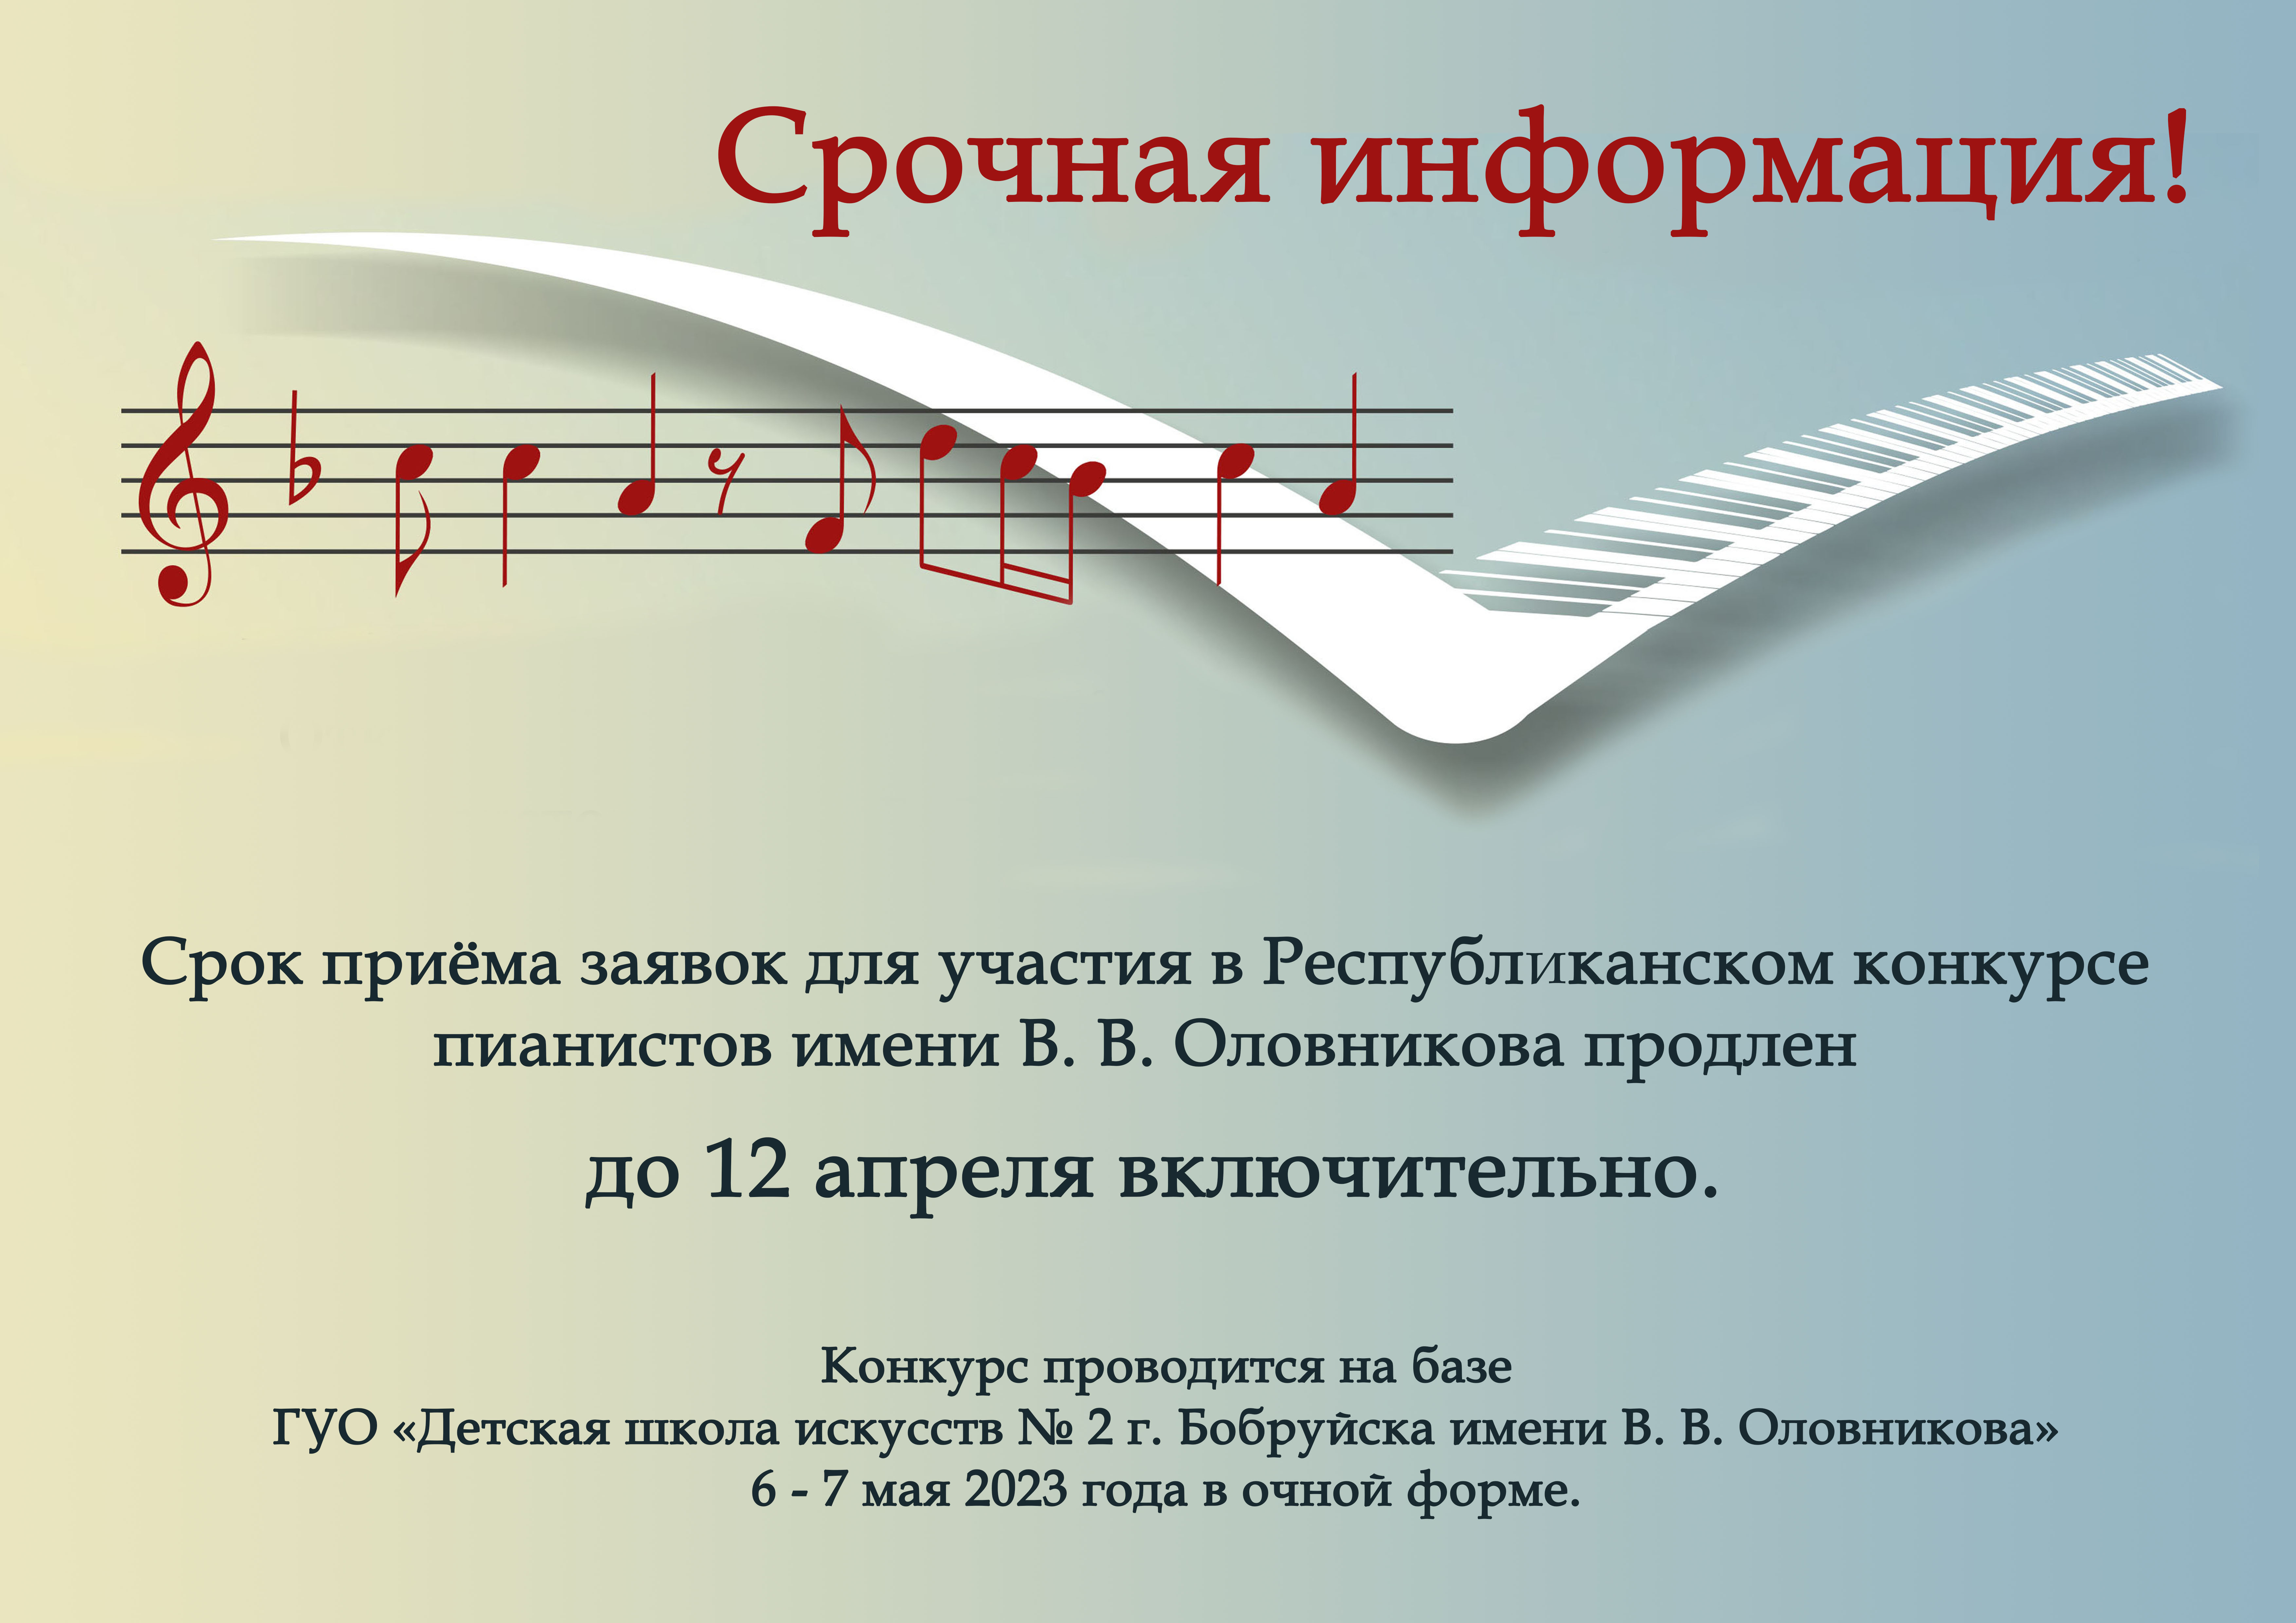 Срочная информация!
Срок приёма заявок для участия в Республиканском конкурсе
пианистов имени В. В. Оловникова продлен
до 12 апреля включительно.
Конкурс проводится на базе
ГУО «Детская школа искусств № 2 г. Бобруйска имени В. В. Оловникова»
6 - 7 мая 2023 года в очной форме.